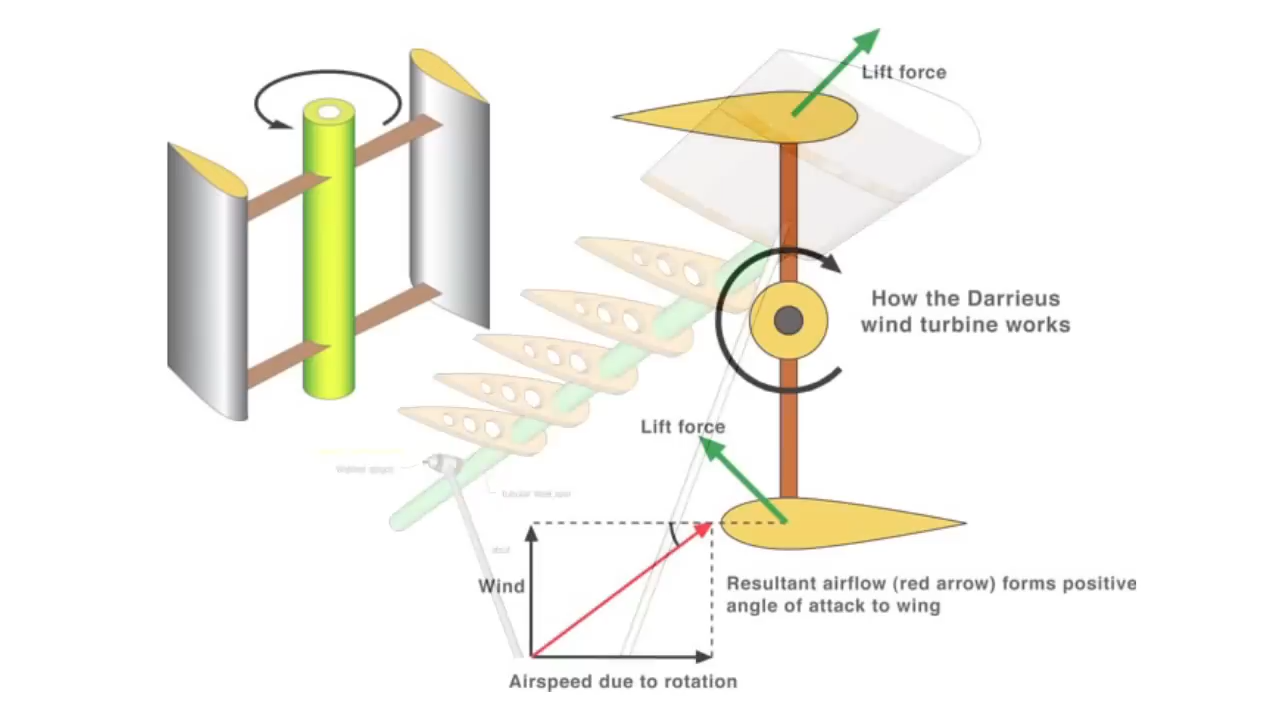 Lift force
How the Darrieus
wind turbine works
Lift force
Wind
Resultant airflow (red arrow) forms positive
angle of attack to wing
Airspeed due to rotation